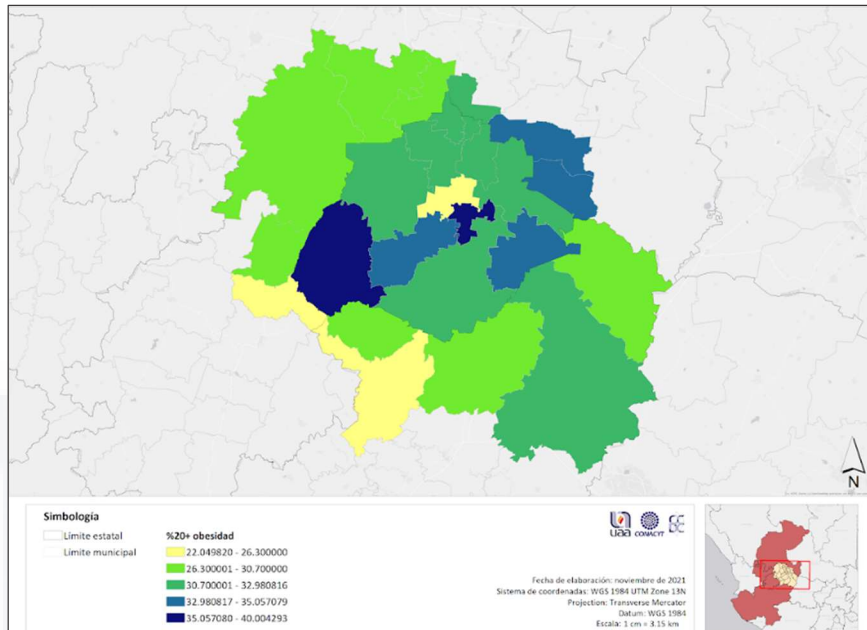 N
Simbología
Límite estatal
Límite municipal
%20+ obesidad
22.049820 - 26.300000
26.300001 - 30.700000
30.700001 - 32.980816
32.980817 - 35.057079
35.057080 - 40.004293
uaa CONACYT
Fecha de elaboración: noviembre de 2021
Sistema de coordenadas: WGS 1984 UTM Zone 13N
Projection: Transverse Mercator
Datum: WGS 1984
Escala: 1 cm = 3.15 km